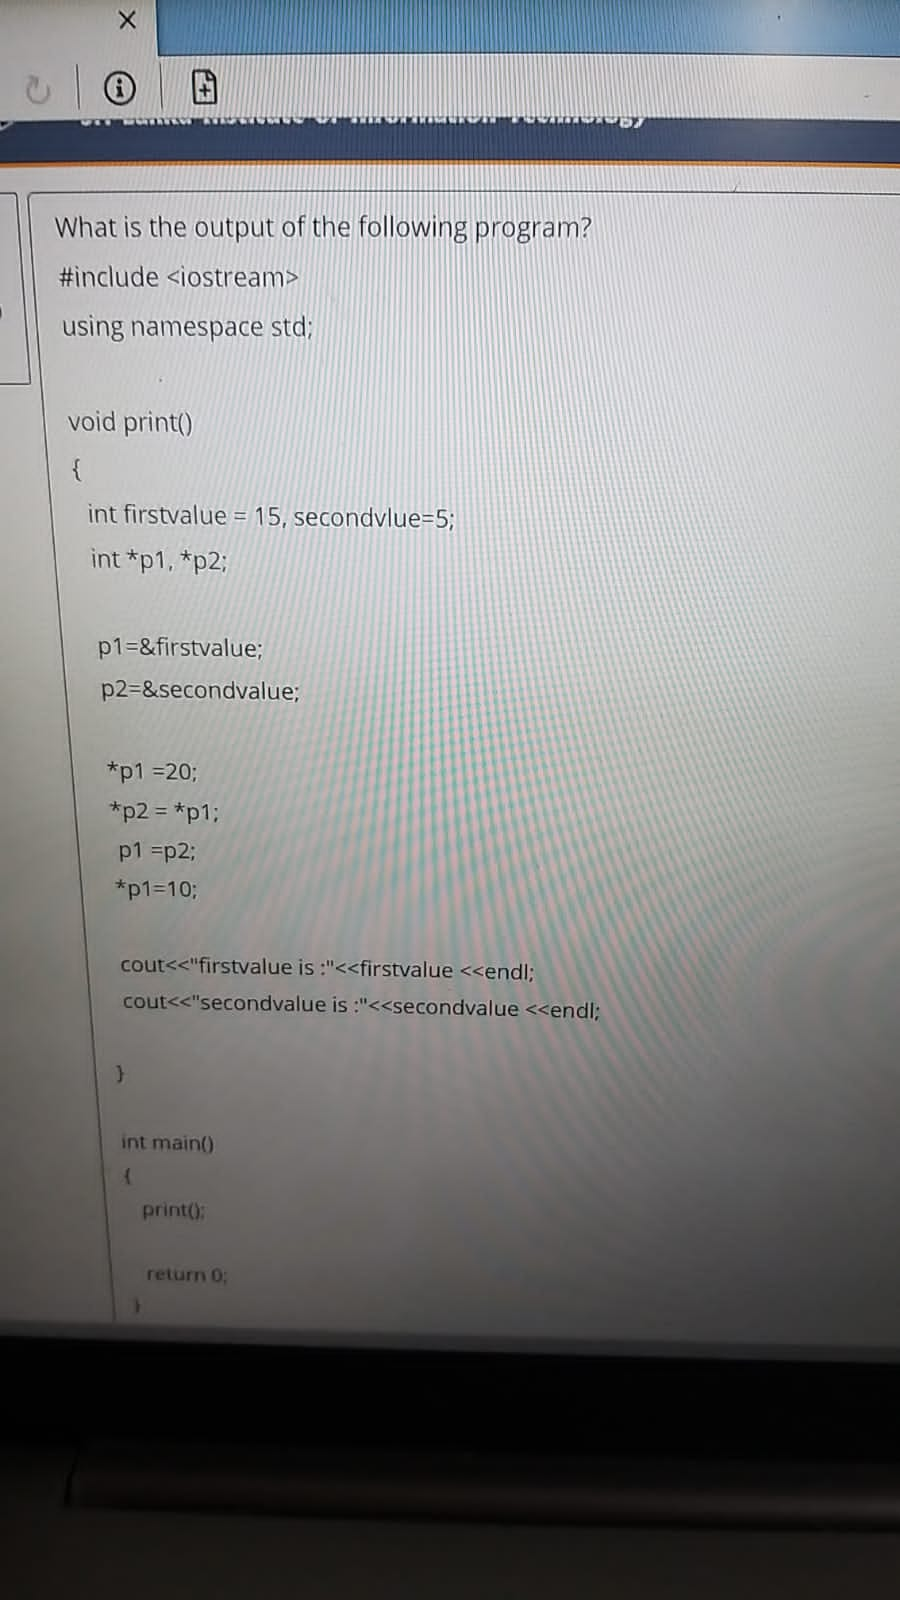 What is the output of the following program?
#include <iostream>
using namespace std;
void print()
{
int firstvalue = 15, secondvlue=5;
int *p1, *p2;
p1=&firstvalue;
p2=&secondvalue;
*p1 =20;
*p2 = *p1;
p1 =p2;
*p1=10;
cout<<"firstvalue is :"<<firstvalue <<endl;
cout<<"secondvalue is :"<<secondvalue <<endl;
}
int main()
{
print();
return 0;
}